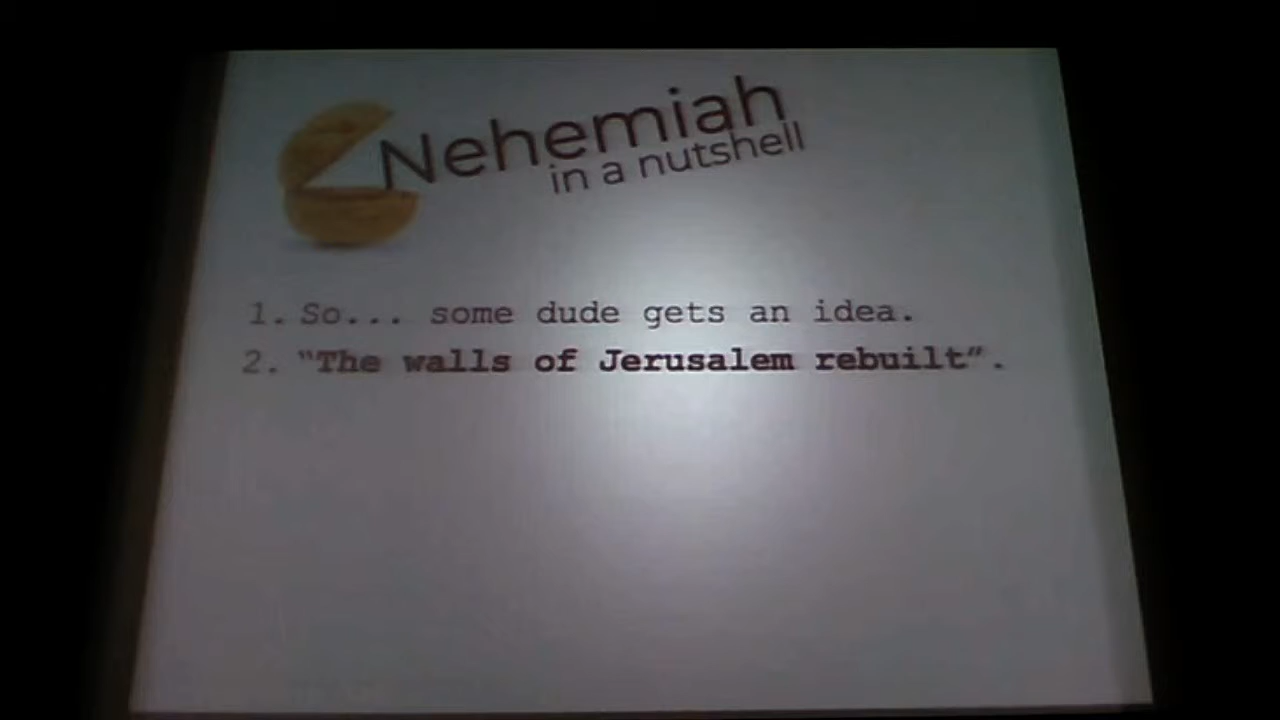 Nehemiah
in a nutshell
1. So... some dude gets an idea.
2. “The walls of Jerusalem rebuilt”.